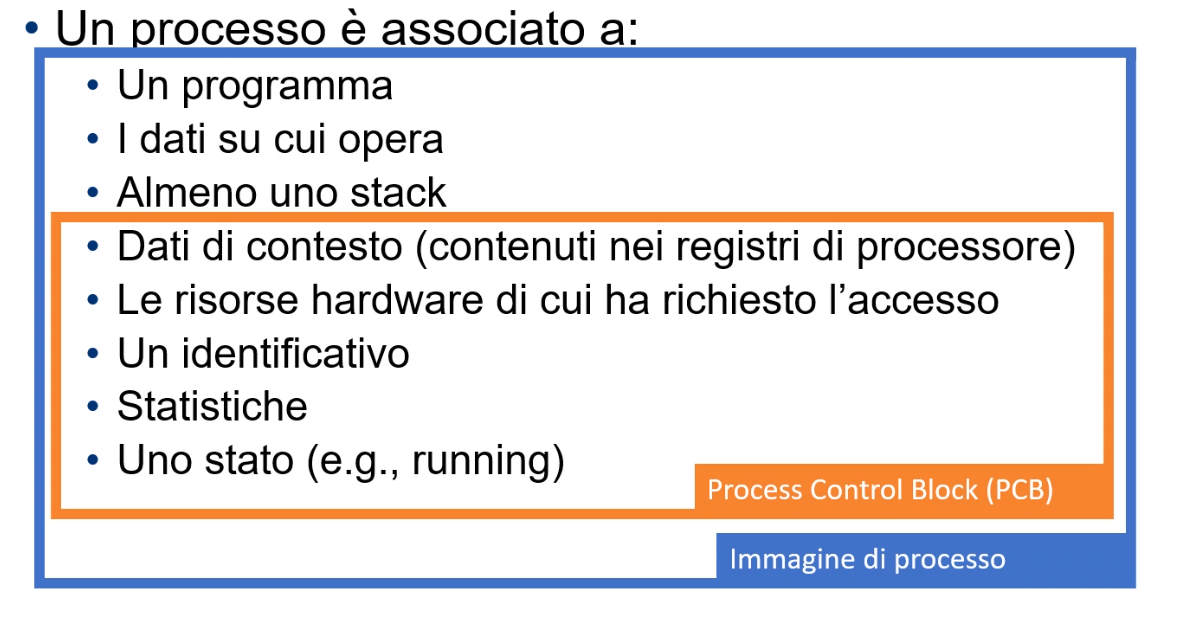 • Un processo è associato a:
• Un programma
• I dati su cui opera
• Almeno uno stack
• Dati di contesto (contenuti nei registri di processore)
• Le risorse hardware di cui ha richiesto l’accesso
• Un identificativo
• Statistiche
• Uno stato (e.g., running)
Process Control Block (PCB)
Immagine di processo